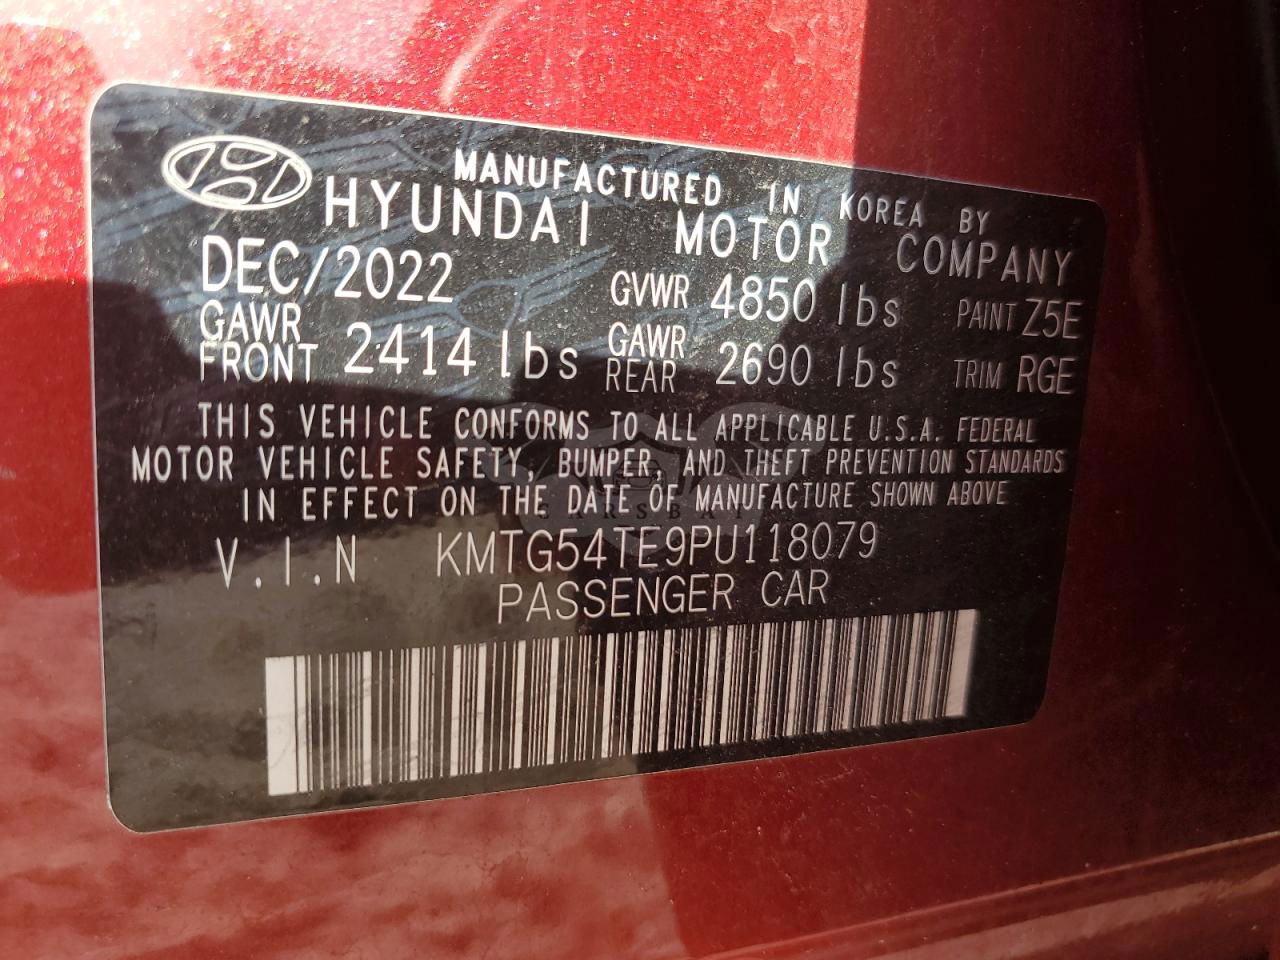 MANUFACTURED IN KOREA BY
HYUNDAI MOTOR COMPANY
DEC/2022 GVWR 4850 lbs PAINT Z5E
GAWR FRONT 2414 lbs GAWR REAR 2690 lbs TRIM RGE
THIS VEHICLE CONFORMS TO ALL APPLICABLE U.S.A. FEDERAL
MOTOR VEHICLE SAFETY, BUMPER, AND THEFT PREVENTION STANDARDS
IN EFFECT ON THE DATE OF MANUFACTURE SHOWN ABOVE
CARSBAT
V.I.N KMTG54TE9PU118079
PASSENGER CAR